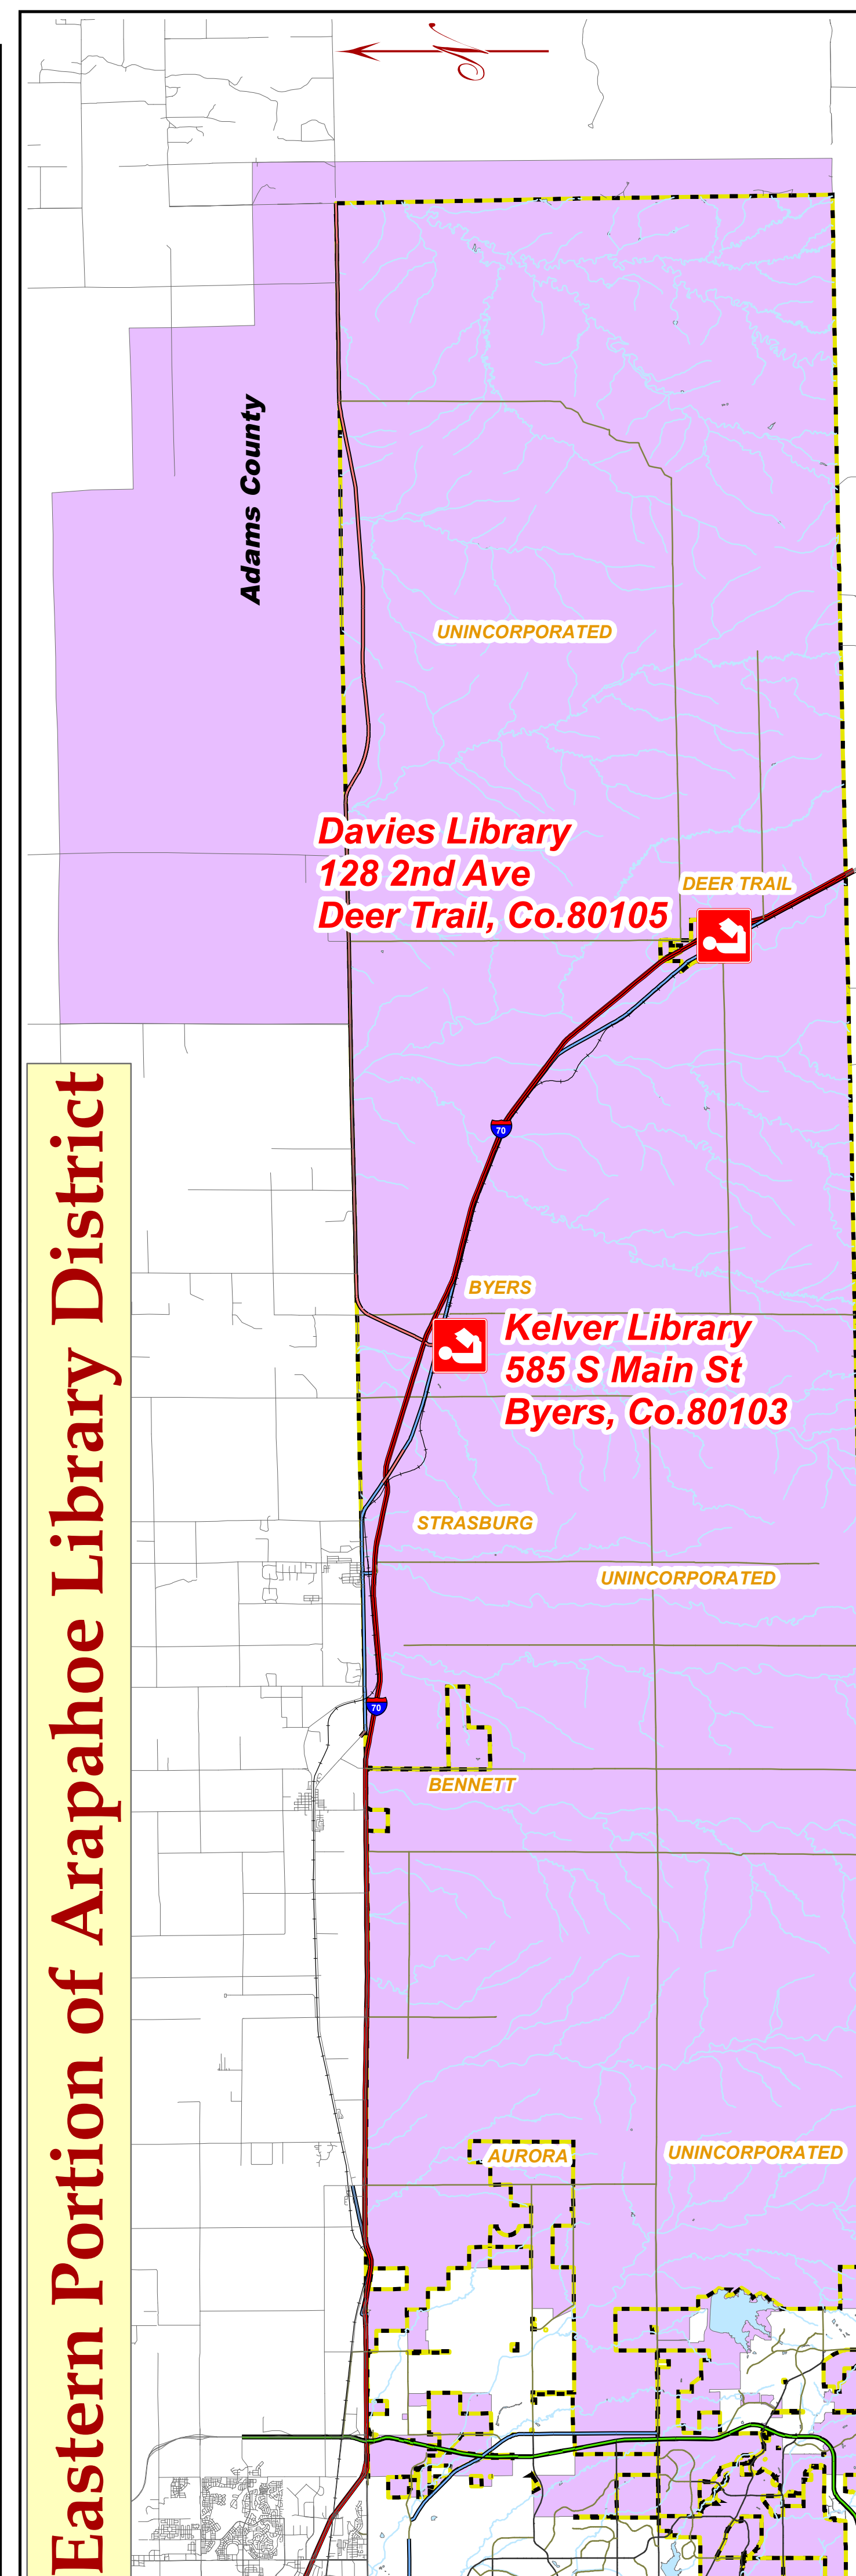 N
Adams County
UNINCORPORATED
Davies Library
128 2nd Ave
Deer Trail, Co.80105
DEER TRAIL
70
BYERS
Kelver Library
585 S Main St
Byers, Co.80103
STRASBURG
UNINCORPORATED
70
BENNETT
AURORA
UNINCORPORATED
Eastern Portion of Arapahoe Library District